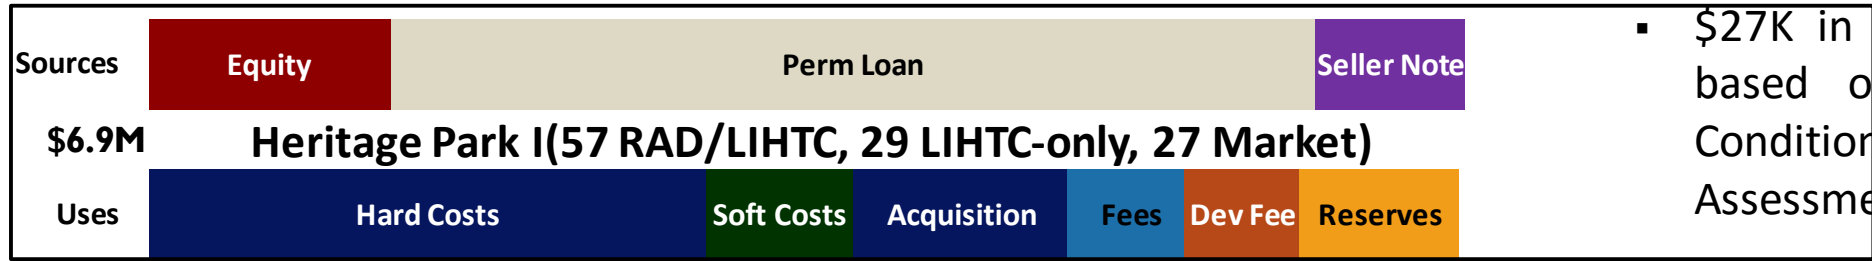 Sources Equity Perm Loan Seller Note
$6.9M Heritage Park I(57 RAD/LIHTC, 29 LIHTC-only, 27 Market)
Uses Hard Costs Soft Costs Acquisition Fees Dev Fee Reserves
▪ $27K in
based
Condition